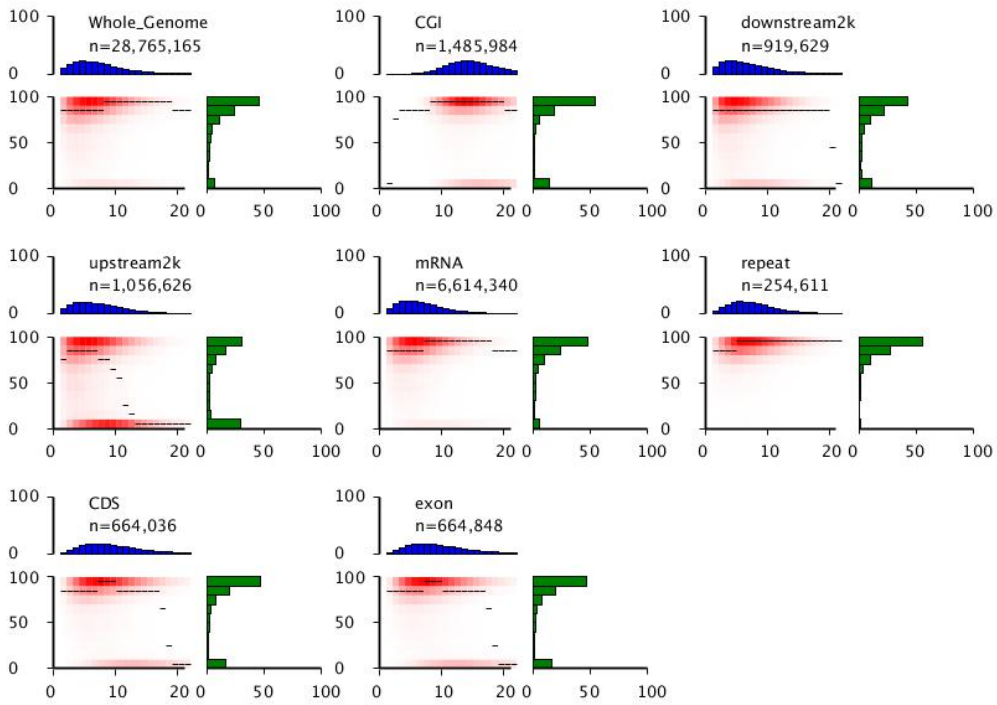 100 Whole_Genome 100 CGI 100 downstream2k
n=28,765,165 n=1,485,984 n=919,629
0 0 0
100 100 100
50 50 50
0 0 0
0 10 20 0 50 100 0 10 20 0 50 100 0 10 20 0 50 100
100 upstream2k 100 mRNA 100 repeat
n=1,056,626 n=6,614,340 n=254,611
0 0 0
100 100 100
50 50 50
0 0 0
0 10 20 0 50 100 0 10 20 0 50 100 0 10 20 0 50 100
100 CDS 100 exon
n=664,036 n=664,848
0 0
100 100
50 50
0 0
0 10 20 0 50 100 0 10 20 0 50 100